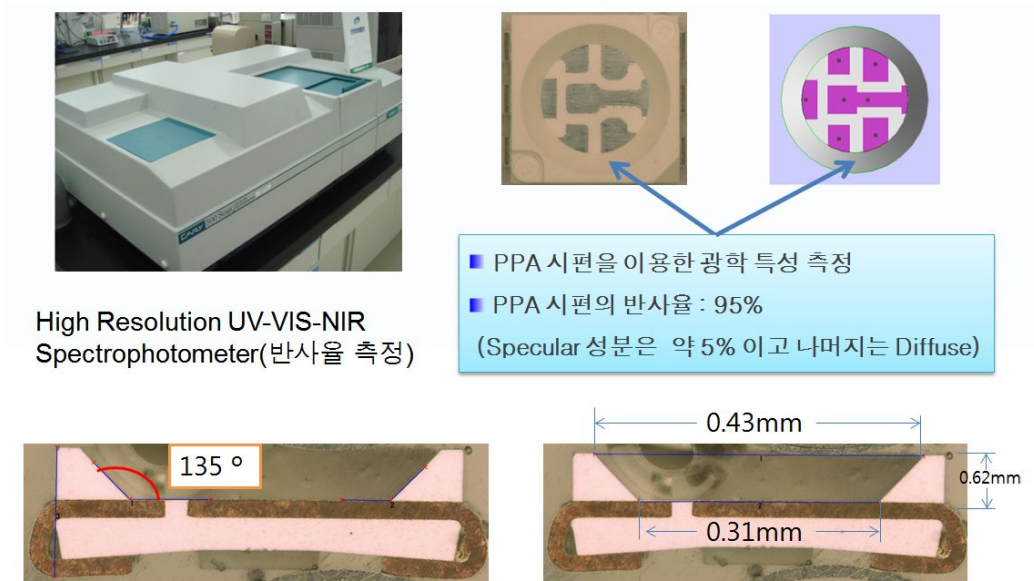 CARY
PPA 시편을 이용한 광학 특성 측정
PPA 시편의 반사율 : 95%
(Specular 성분은 약 5% 이고 나머지는 Diffuse)
High Resolution UV-VIS-NIR
Spectrophotometer(반사율 측정)
135 º
0.43mm
0.62mm
0.31mm